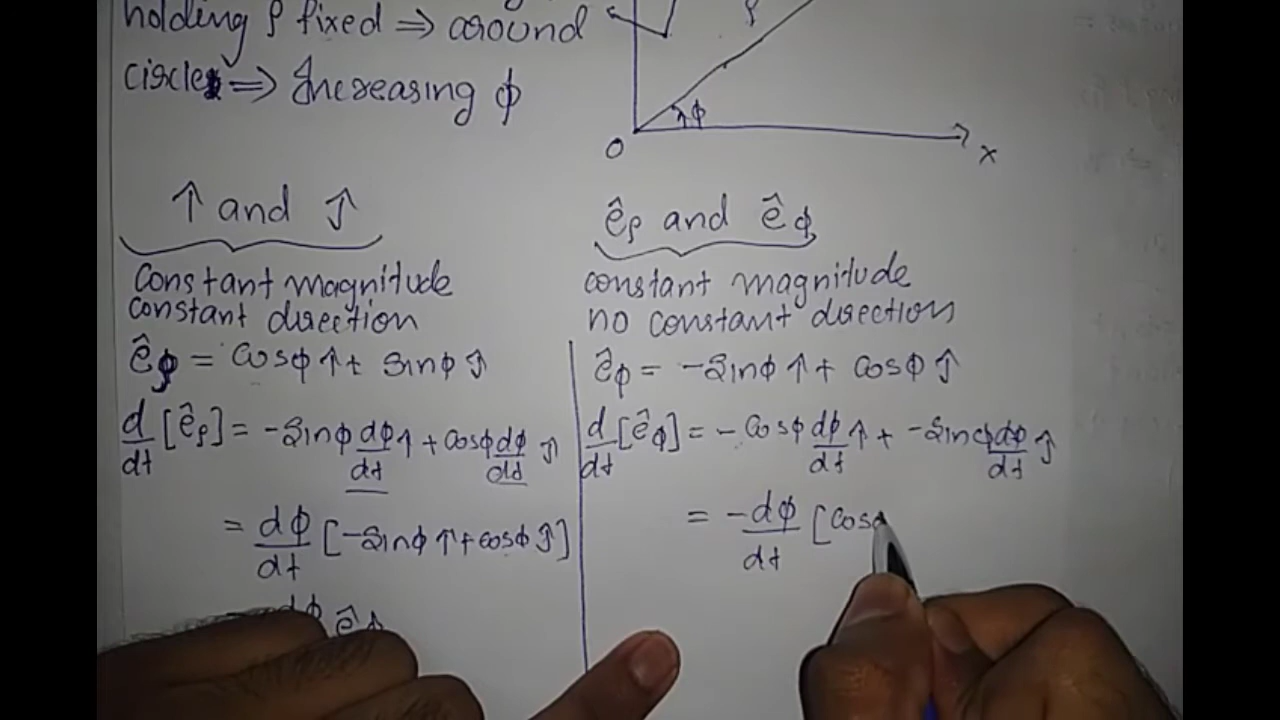 holding ρ fixed ⇒ around
circle ⇒ Increasing ϕ
ρ
ϕ
O
x
î and ĵ
constant magnitude
constant direction
ê_ρ and ê_ϕ
constant magnitude
no constant direction
ê_ρ = cosϕ î + sinϕ ĵ
d/dt [ê_ρ] = -sinϕ dϕ/dt î + cosϕ dϕ/dt ĵ
= dϕ/dt [-sinϕ î + cosϕ ĵ]
dϕ ê_ϕ
ê_ϕ = -sinϕ î + cosϕ ĵ
d/dt [ê_ϕ] = -cosϕ dϕ/dt î + -sinϕ dϕ/dt ĵ
= -dϕ/dt [cos